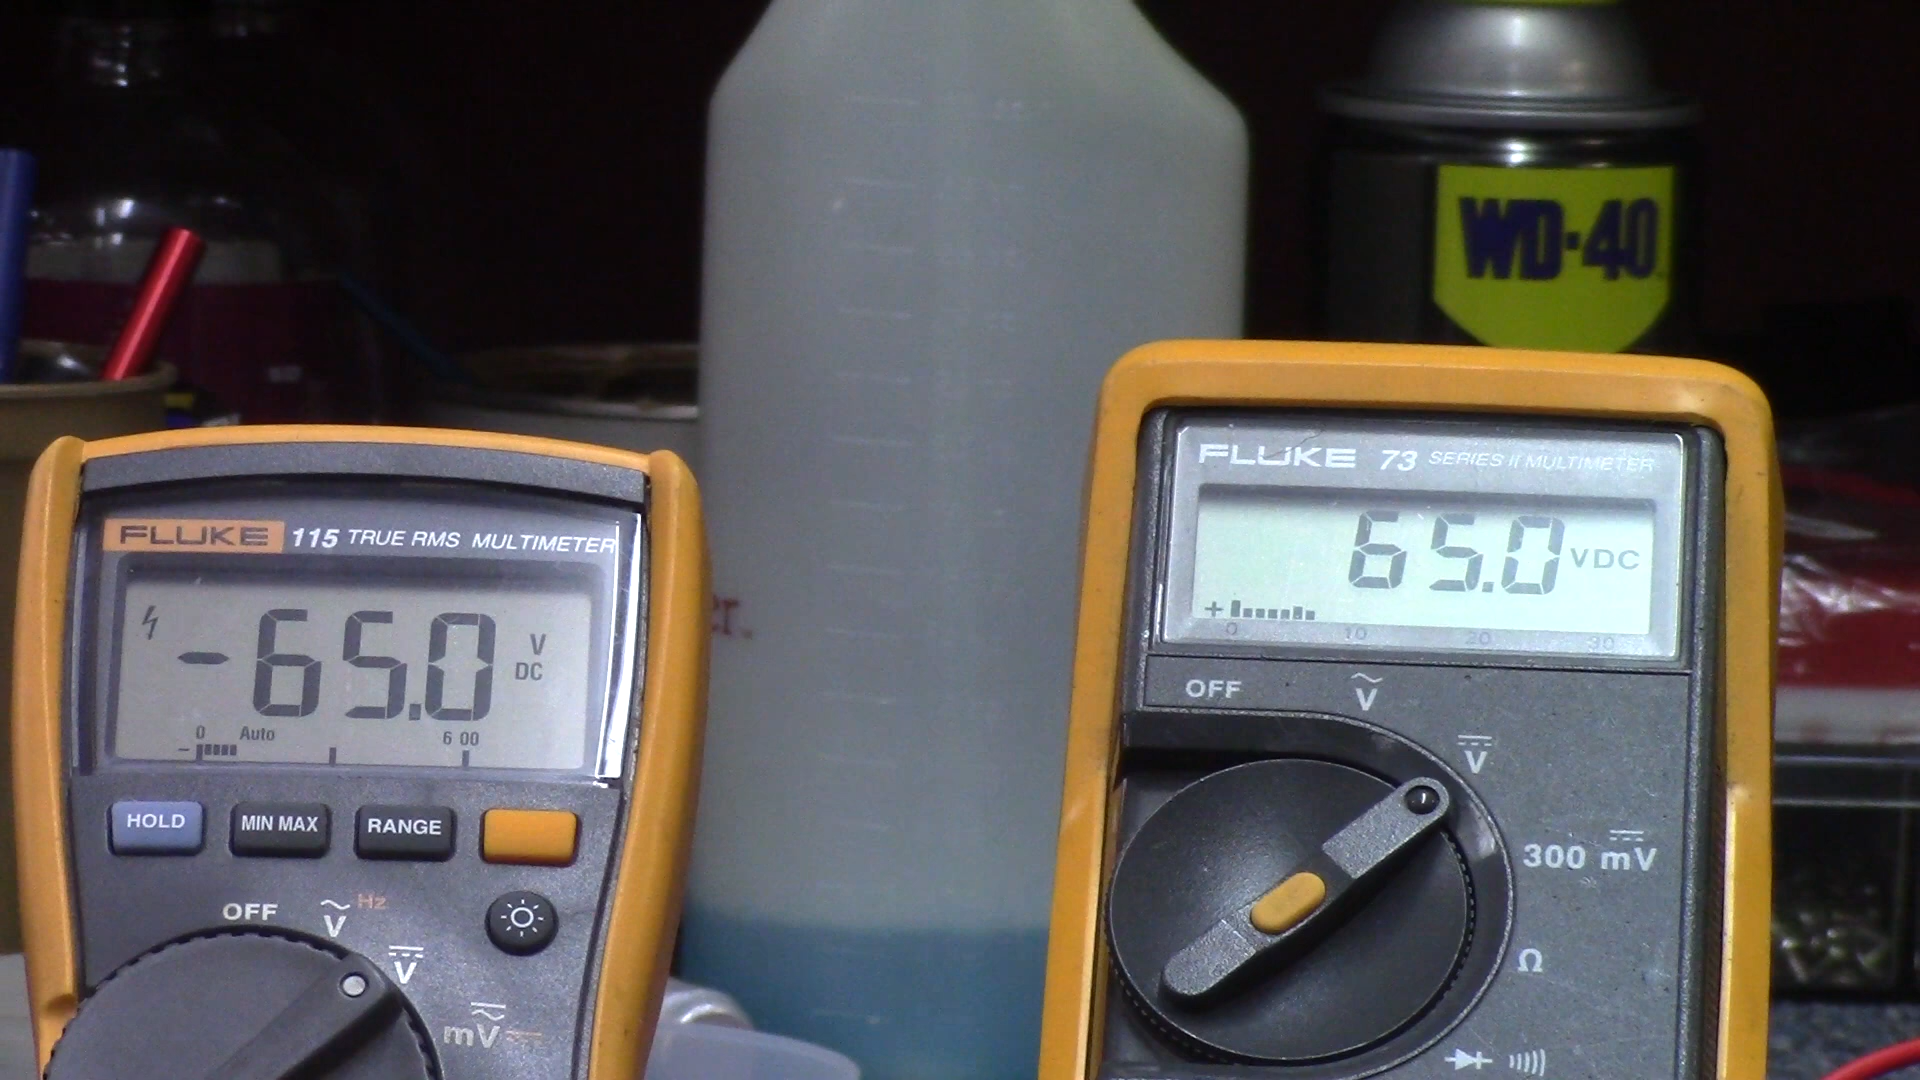 WD-40
er.
FLUKE 73 SERIES II MULTIMETER
65.0 VDC
+
0 10 20 30
OFF
V
V
300 mV
Ω
FLUKE 115 TRUE RMS MULTIMETER
-65.0 V
DC
0 Auto 6 00
-
HOLD MIN MAX RANGE
OFF V Hz
V
mV